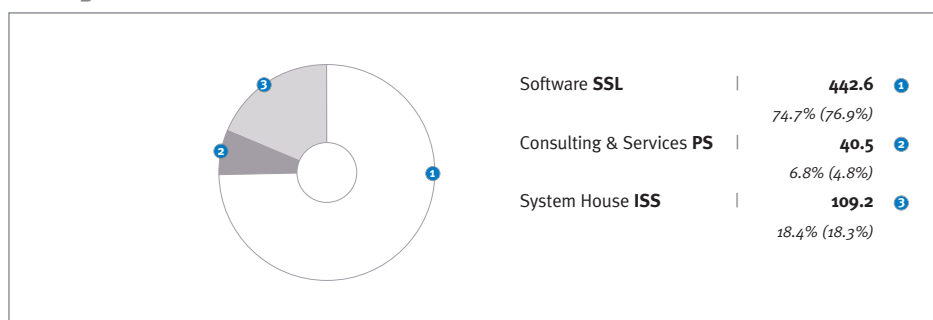 Software SSL | 442.6 1
74.7% (76.9%)
Consulting & Services PS | 40.5 2
6.8% (4.8%)
System House ISS | 109.2 3
18.4% (18.3%)
3
2
1